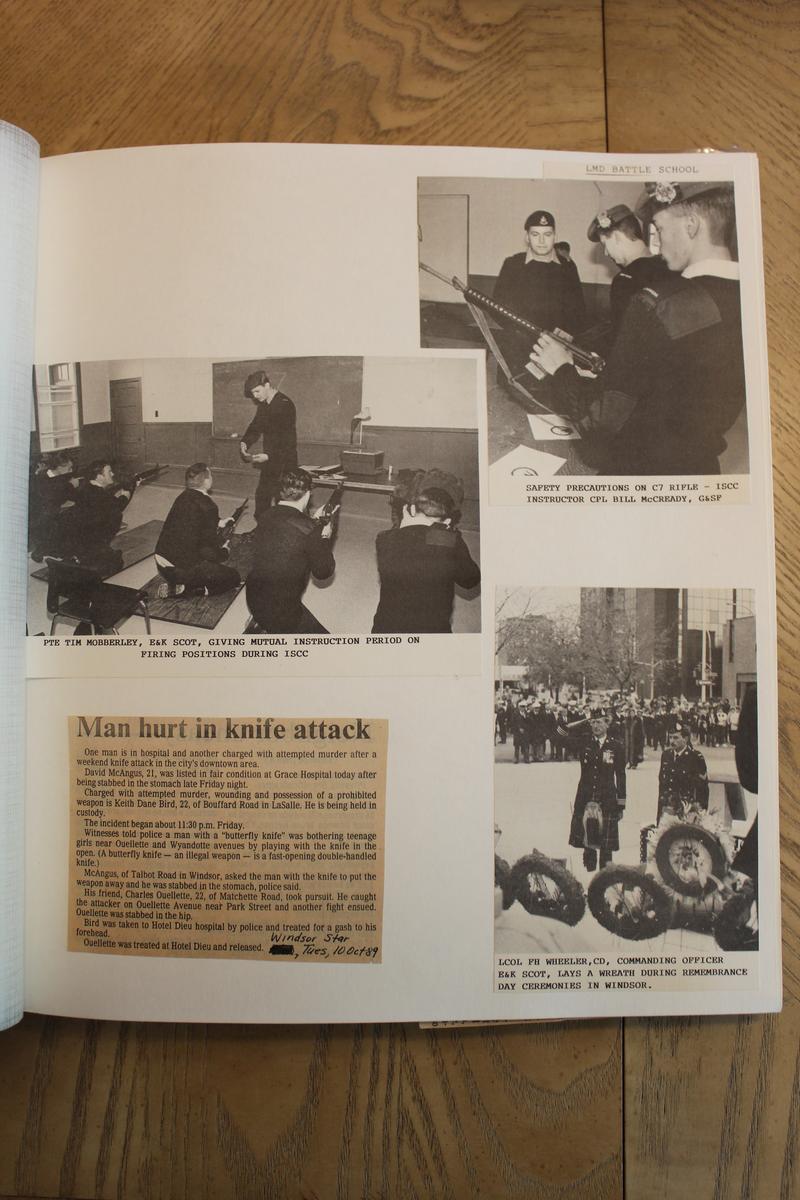 LMD BATTLE SCHOOL
SAFETY PRECAUTIONS ON C7 RIFLE - ISCC
INSTRUCTOR CPL BILL McCREADY, G&SF
PTE TIM MOBBERLEY, E&K SCOT, GIVING MUTUAL INSTRUCTION PERIOD ON
FIRING POSITIONS DURING ISCC
Man hurt in knife attack
One man is in hospital and another charged with attempted murder after a
weekend knife attack in the city's downtown area.
David McAngus, 21, was listed in fair condition at Grace Hospital today after
being stabbed in the stomach late Friday night.
Charged with attempted murder, wounding and possession of a prohibited
weapon is Keith Dane Bird, 22, of Bouffard Road in LaSalle. He is being held in
custody.
The incident began about 11:30 p.m. Friday.
Witnesses told police a man with a "butterfly knife" was bothering teenage
girls near Ouellette and Wyandotte avenues by playing with the knife in the
open. (A butterfly knife — an illegal weapon — is a fast-opening double-handled
knife.)
McAngus, of Talbot Road in Windsor, asked the man with the knife to put the
weapon away and he was stabbed in the stomach, police said.
His friend, Charles Ouellette, 22, of Matchette Road, took pursuit. He caught
the attacker on Ouellette Avenue near Park Street and another fight ensued.
Ouellette was stabbed in the hip.
Bird was taken to Hotel Dieu hospital by police and treated for a gash to his
forehead.
Ouellette was treated at Hotel Dieu and released.
Windsor Star
, Tues, 10 Oct 89
LCOL FH WHEELER,CD, COMMANDING OFFICER
E&K SCOT, LAYS A WREATH DURING REMEMBRANCE
DAY CEREMONIES IN WINDSOR.